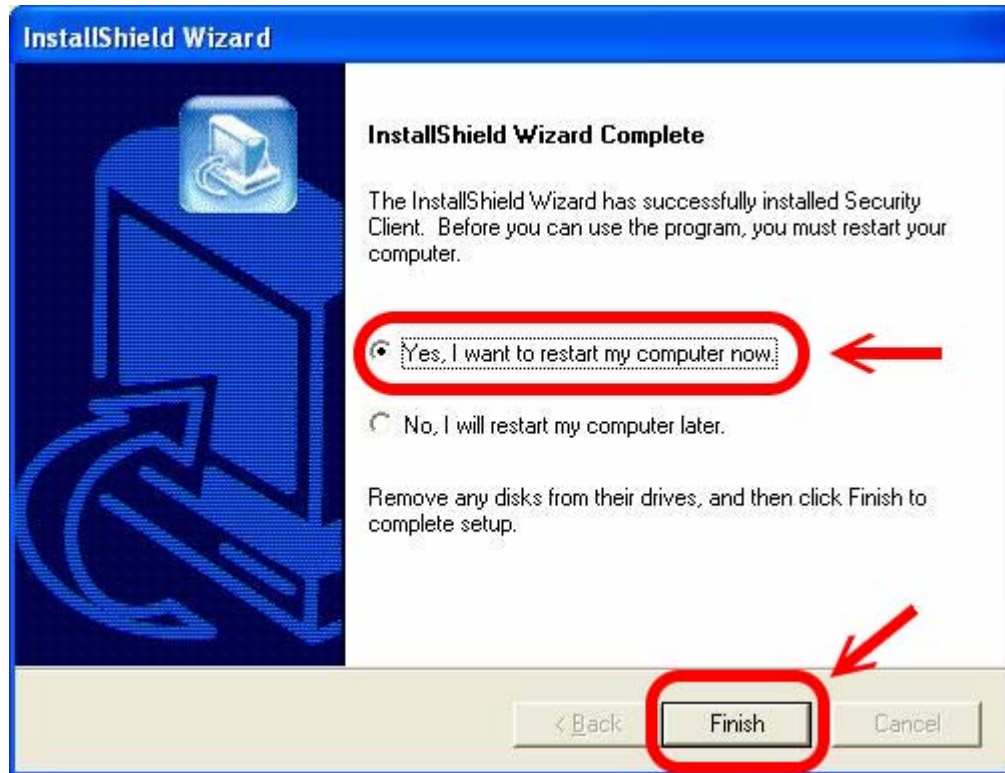 InstallShield Wizard
InstallShield Wizard Complete
The InstallShield Wizard has successfully installed Security
Client.  Before you can use the program, you must restart your
computer.
Yes, I want to restart my computer now.
No, I will restart my computer later.
Remove any disks from their drives, and then click Finish to
complete setup.
< Back
Finish
Cancel